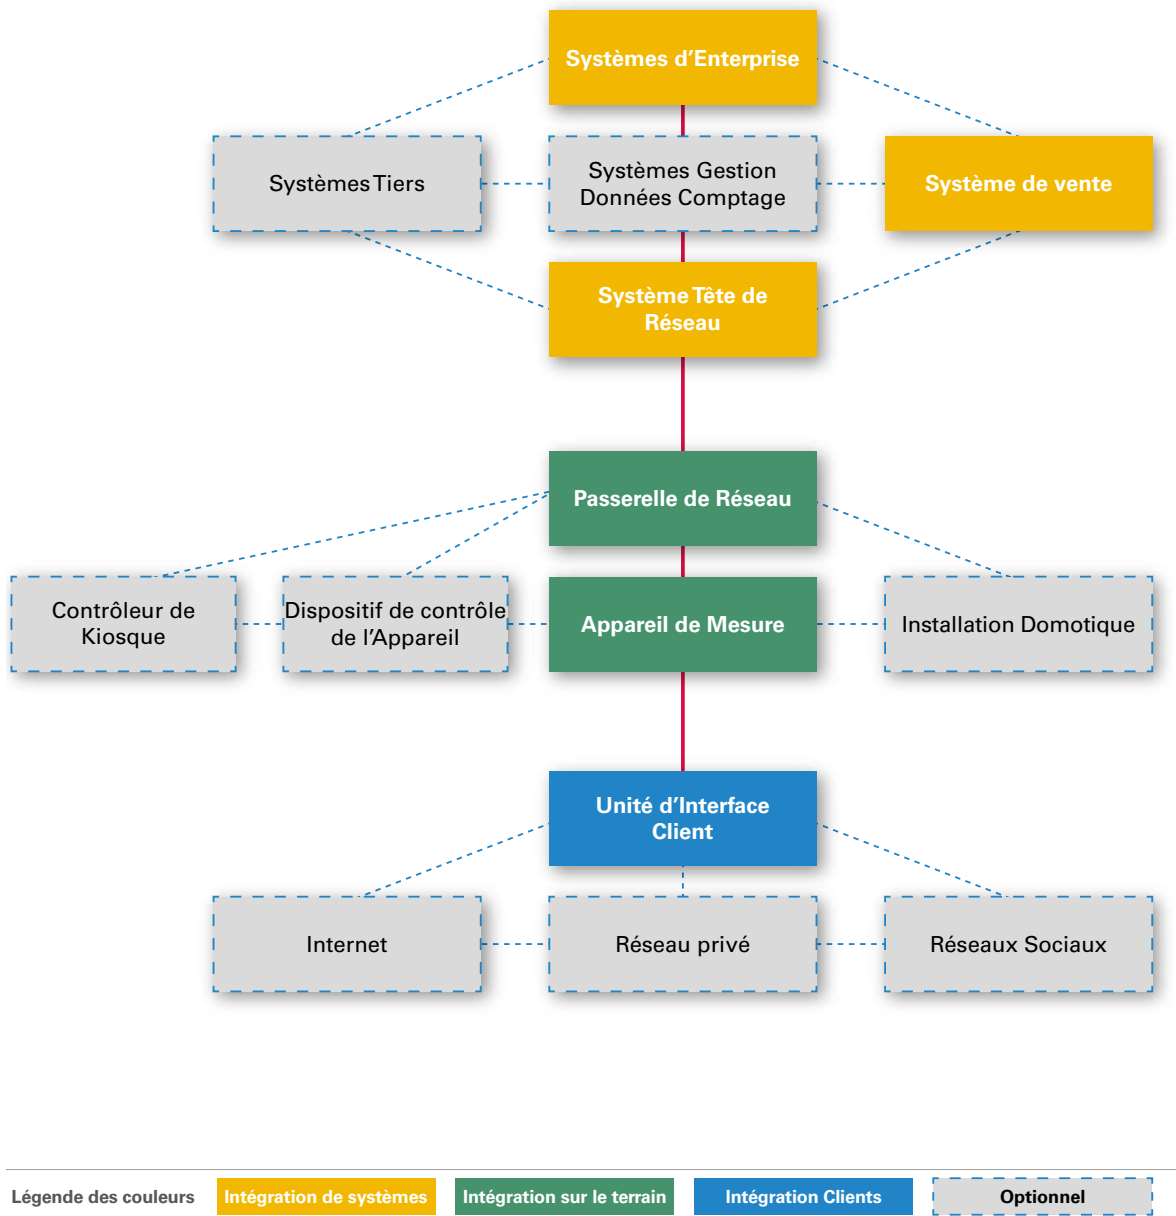 Systèmes d'Enterprise
Systèmes Tiers
Systèmes Gestion
Données Comptage
Système de vente
Système Tête de
Réseau
Passerelle de Réseau
Contrôleur de
Kiosque
Dispositif de contrôle
de l'Appareil
Appareil de Mesure
Installation Domotique
Unité d'Interface
Client
Internet
Réseau privé
Réseaux Sociaux
Légende des couleurs
Intégration de systèmes
Intégration sur le terrain
Intégration Clients
Optionnel